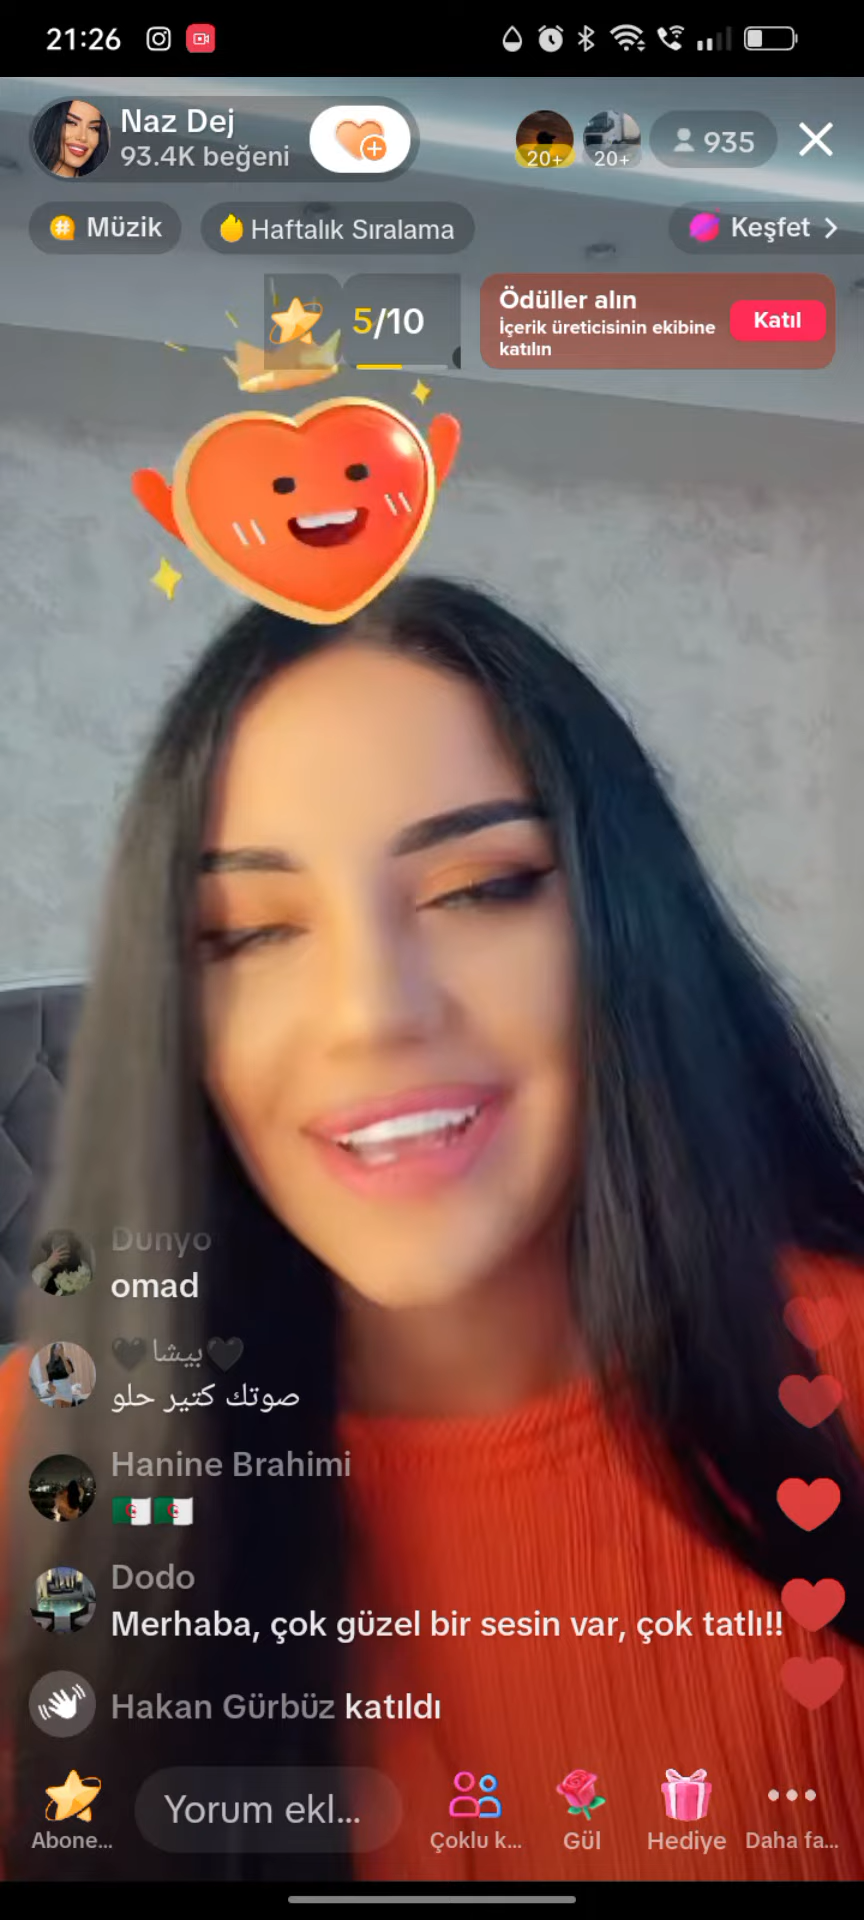 21:26
Naz Dej
93.4K beğeni
20+
20+
935
Müzik
Haftalık Sıralama
Keşfet
5/10
Ödüller alın
İçerik üreticisinin ekibine
katılın
Katıl
Dunyo
omad
🖤بيشا🖤
صوتك كتير حلو
Hanine Brahimi
🇩🇿🇩🇿
Dodo
Merhaba, çok güzel bir sesin var, çok tatlı!!
Hakan Gürbüz katıldı
Yorum ekl...
Abone...
Çoklu k...
Gül
Hediye
Daha fa...